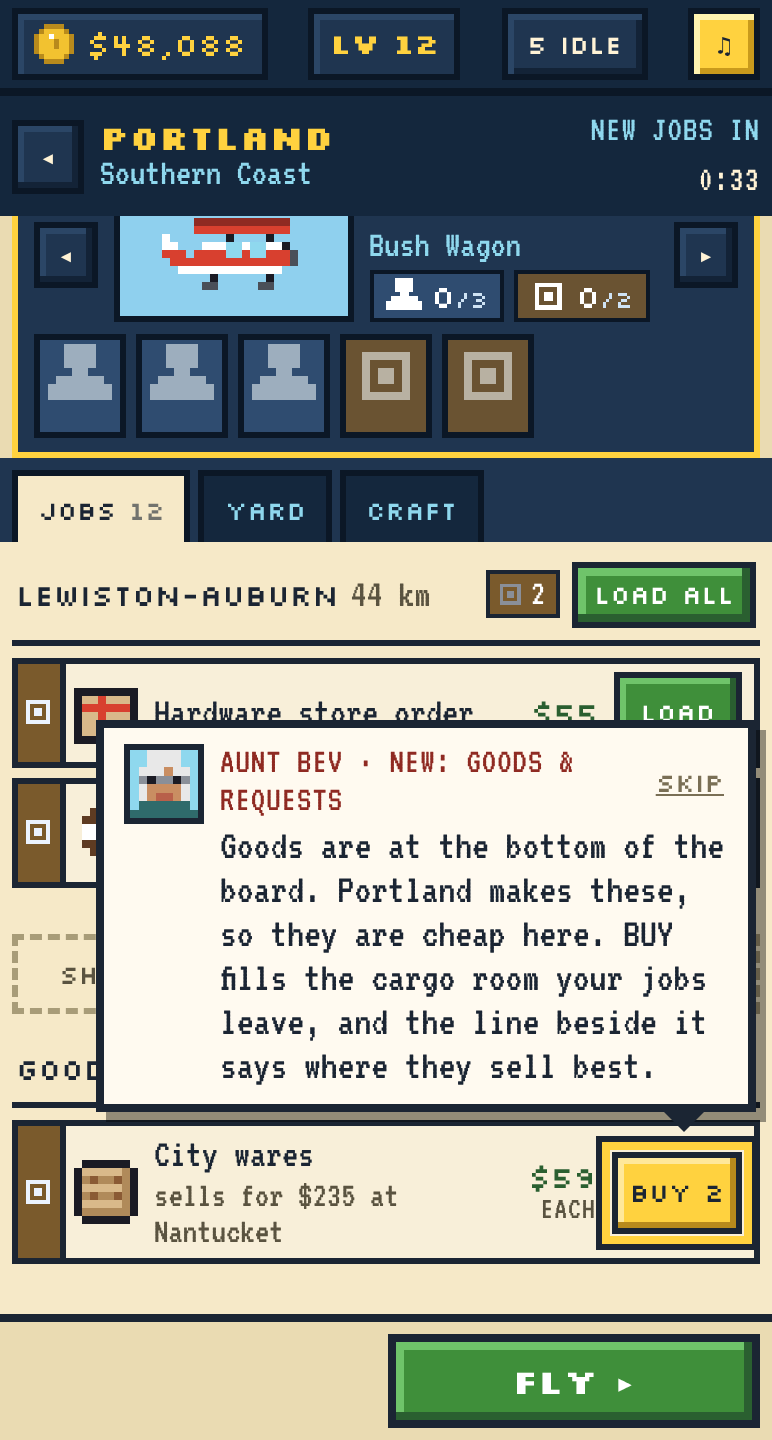 $48,088
LV 12
5 IDLE
♫
◂
PORTLAND
Southern Coast
NEW JOBS IN
0:33
◂
Bush Wagon
▸
0/3
0/2
JOBS 12
YARD
CRAFT
LEWISTON-AUBURN 44 km
2
LOAD ALL
Hardware store order
$55
LOAD
AUNT BEV · NEW: GOODS &
REQUESTS
SKIP
Goods are at the bottom of the
board. Portland makes these,
so they are cheap here. BUY
fills the cargo room your jobs
leave, and the line beside it
says where they sell best.
City wares
sells for $235 at
Nantucket
$59
EACH
BUY 2
FLY ▸